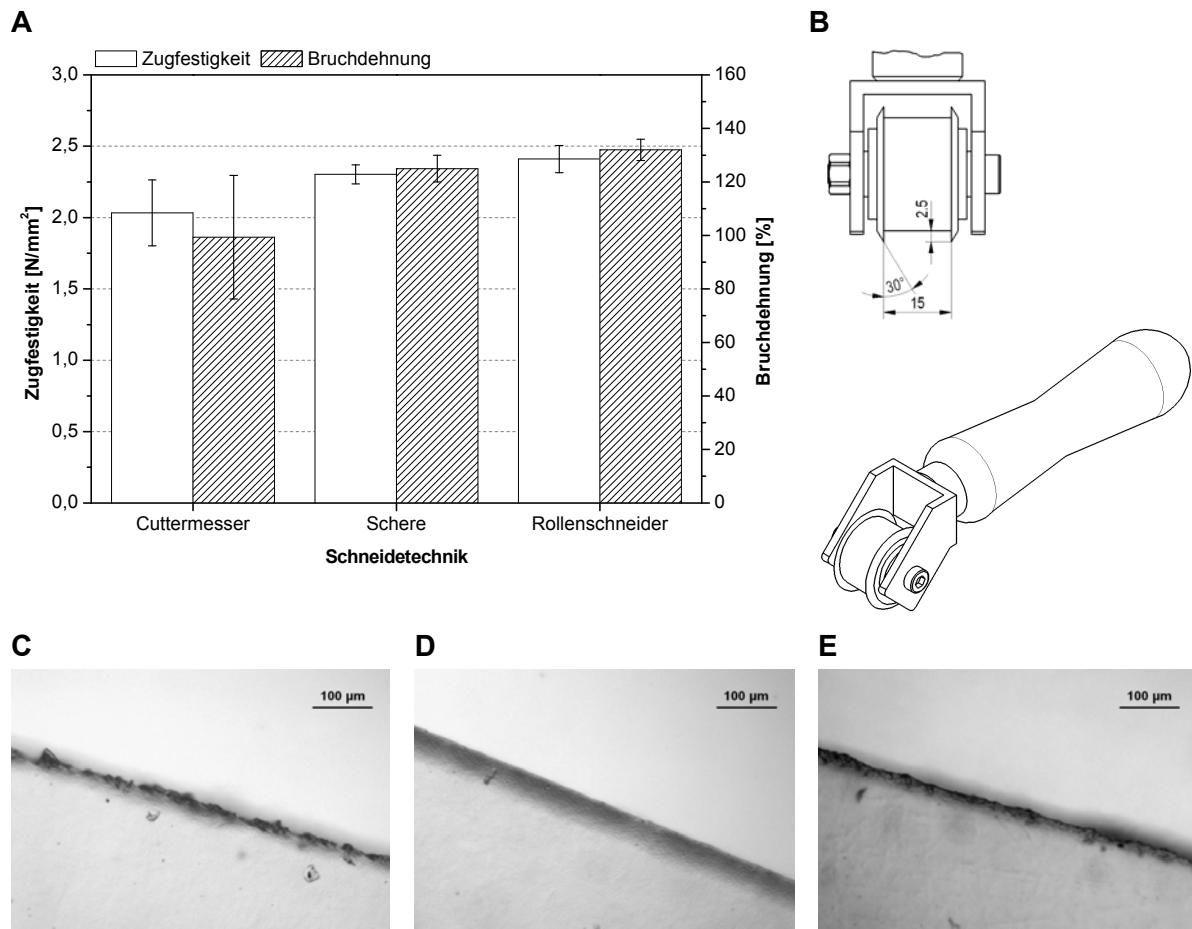 A
B
Zugfestigkeit Bruchdehnung
3,0
2,5
2,0
1,5
1,0
0,5
0,0
Zugfestigkeit [N/mm²]
160
140
120
100
80
60
40
20
0
Bruchdehnung [%]
Cuttermesser Schere Rollenschneider
Schneidetechnik
2.5
30°
15
C
D
E
100 µm
100 µm
100 µm